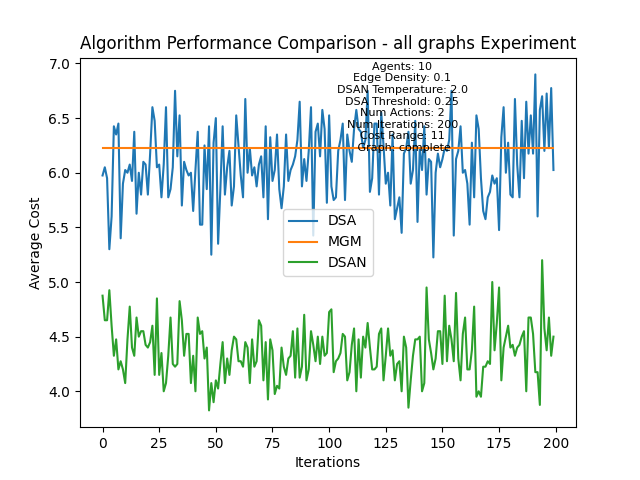 Algorithm Performance Comparison - all graphs Experiment
Agents: 10
Edge Density: 0.1
DSAN Temperature: 2.0
DSA Threshold: 0.25
Num Actions: 2
Num Iterations: 200
Cost Range: 11
Graph: complete
7.0
6.5
6.0
5.5
5.0
4.5
4.0
Average Cost
DSA
MGM
DSAN
0 25 50 75 100 125 150 175 200
Iterations